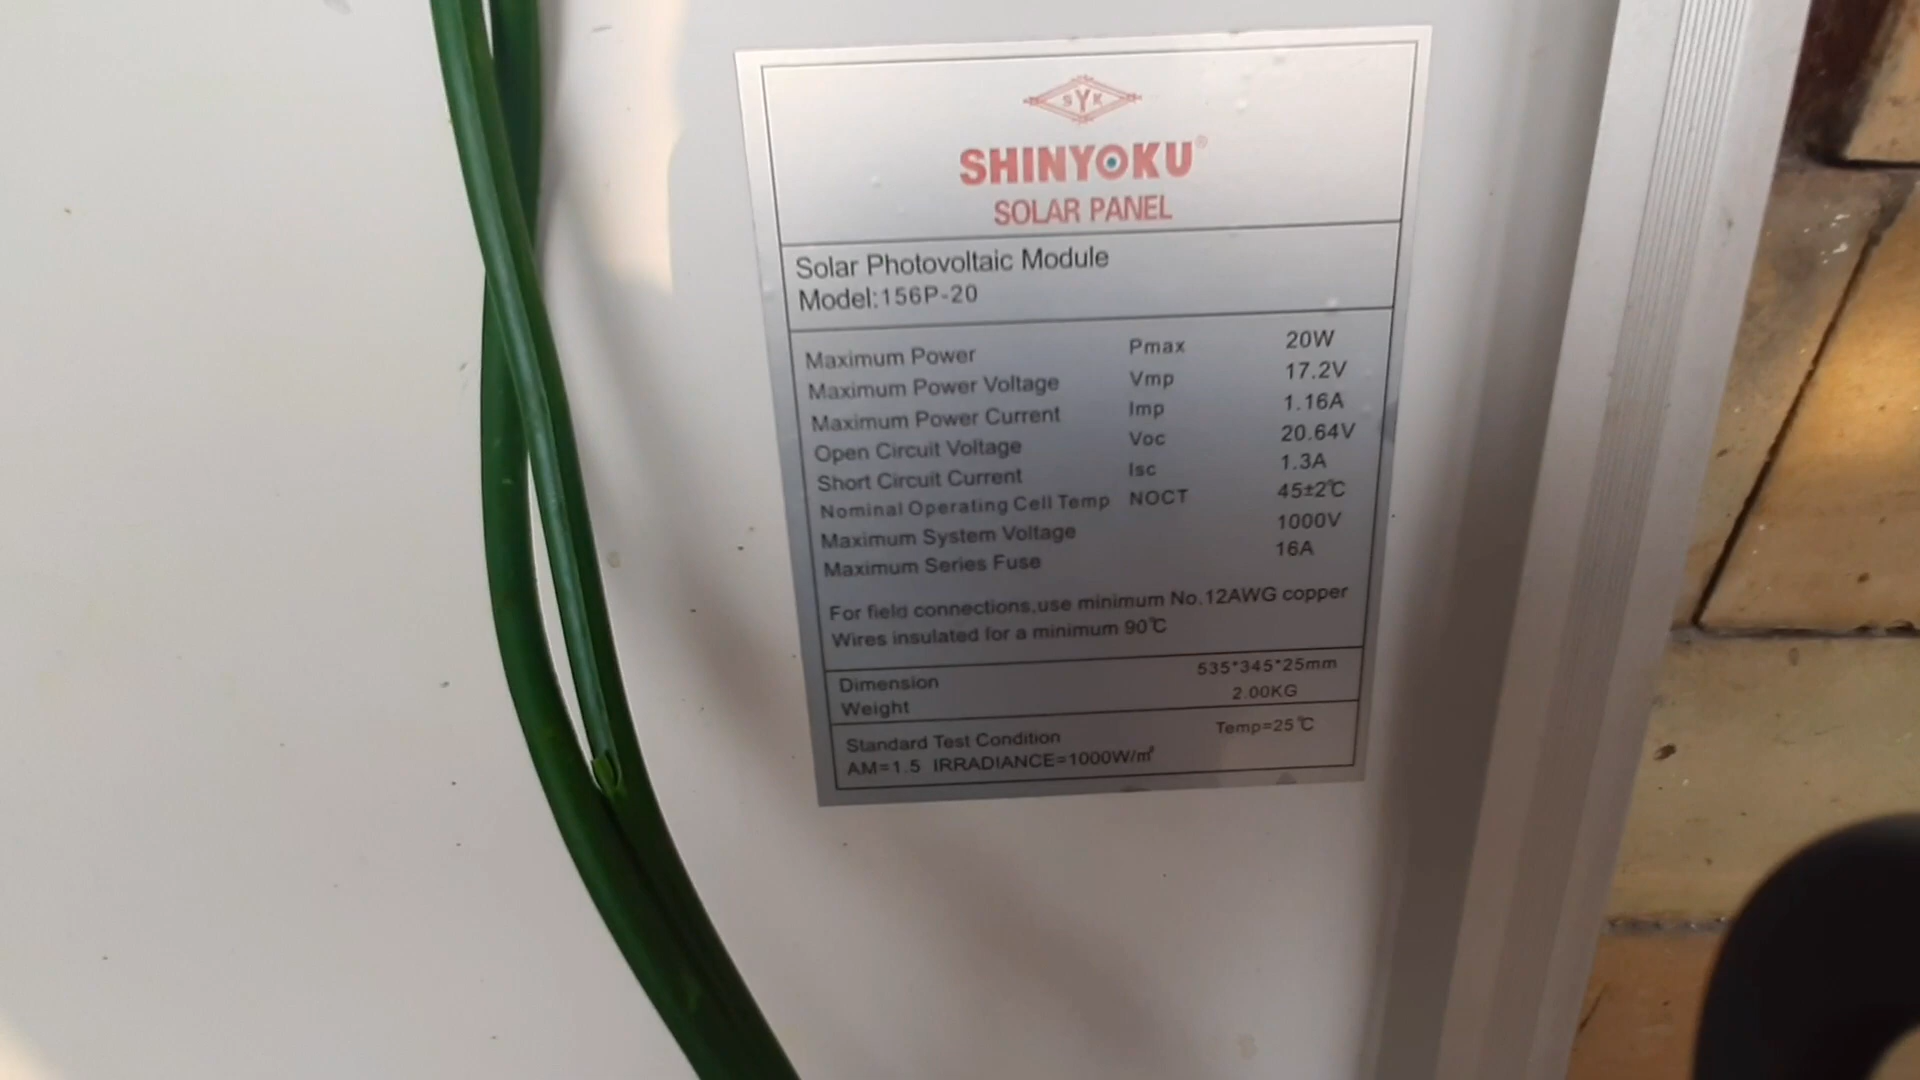 SYK
SHINYOKU®
SOLAR PANEL
Solar Photovoltaic Module
Model:156P-20
Maximum Power Pmax 20W
Maximum Power Voltage Vmp 17.2V
Maximum Power Current Imp 1.16A
Open Circuit Voltage Voc 20.64V
Short Circuit Current Isc 1.3A
Nominal Operating Cell Temp NOCT 45±2℃
Maximum System Voltage 1000V
Maximum Series Fuse 16A
For field connections,use minimum No.12AWG copper
Wires insulated for a minimum 90℃
Dimension 535*345*25mm
Weight 2.00KG
Standard Test Condition Temp=25℃
AM=1.5 IRRADIANCE=1000W/㎡